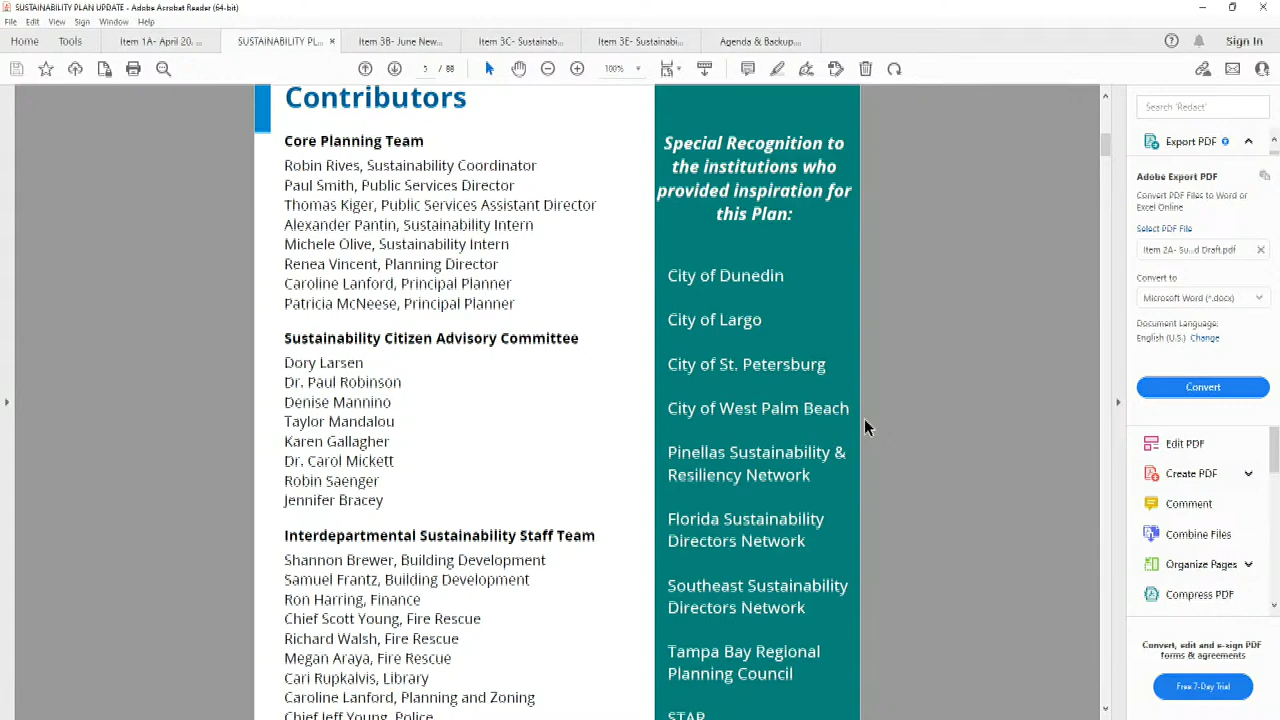 SUSTAINABILITY PLAN UPDATE - Adobe Acrobat Reader (64-bit)
File Edit View Sign Window Help
Home Tools Item 1A- April 20, ... SUSTAINABILITY PL... × Item 3B - June New... Item 3C - Sustainab... Item 3E - Sustainabi... Agenda & Backup... Sign In
5 / 88 100%
Contributors
Core Planning Team
Robin Rives, Sustainability Coordinator
Paul Smith, Public Services Director
Thomas Kiger, Public Services Assistant Director
Alexander Pantin, Sustainability Intern
Michele Olive, Sustainability Intern
Renea Vincent, Planning Director
Caroline Lanford, Principal Planner
Patricia McNeese, Principal Planner
Sustainability Citizen Advisory Committee
Dory Larsen
Dr. Paul Robinson
Denise Mannino
Taylor Mandalou
Karen Gallagher
Dr. Carol Mickett
Robin Saenger
Jennifer Bracey
Interdepartmental Sustainability Staff Team
Shannon Brewer, Building Development
Samuel Frantz, Building Development
Ron Harring, Finance
Chief Scott Young, Fire Rescue
Richard Walsh, Fire Rescue
Megan Araya, Fire Rescue
Cari Rupkalvis, Library
Caroline Lanford, Planning and Zoning
Chief Jeff Young, Police
Special Recognition to
the institutions who
provided inspiration for
this Plan:
City of Dunedin
City of Largo
City of St. Petersburg
City of West Palm Beach
Pinellas Sustainability &
Resiliency Network
Florida Sustainability
Directors Network
Southeast Sustainability
Directors Network
Tampa Bay Regional
Planning Council
STAR
Search 'Redact'
Export PDF
Adobe Export PDF
Convert PDF Files to Word or
Excel Online
Select PDF File
Item 2A- Su...d Draft.pdf
Convert to
Microsoft Word (*.docx)
Document Language:
English (U.S.) Change
Convert
Edit PDF
Create PDF
Comment
Combine Files
Organize Pages
Compress PDF
Convert, edit and e-sign PDF
forms & agreements
Free 7-Day Trial